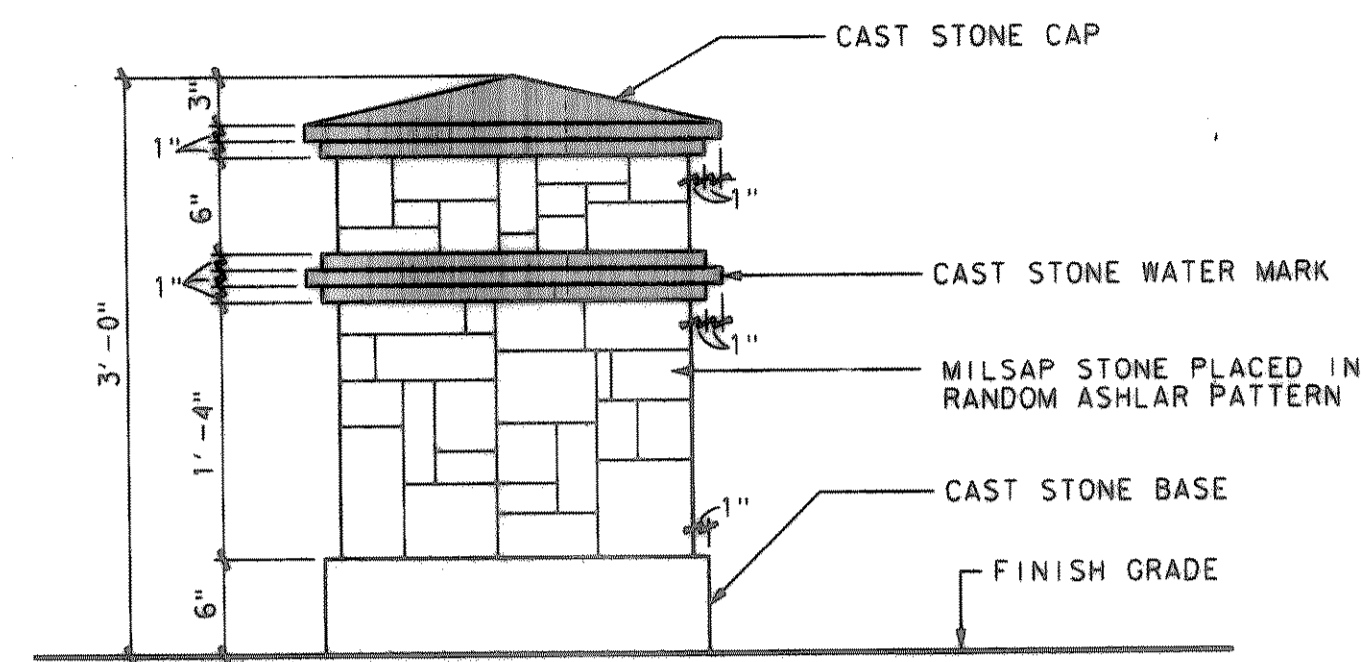 CAST STONE CAP
3"
1"
6"
1"
CAST STONE WATER MARK
1"
3'-0"
1"
MILSAP STONE PLACED IN
RANDOM ASHLAR PATTERN
1'-4"
CAST STONE BASE
1"
FINISH GRADE
6"